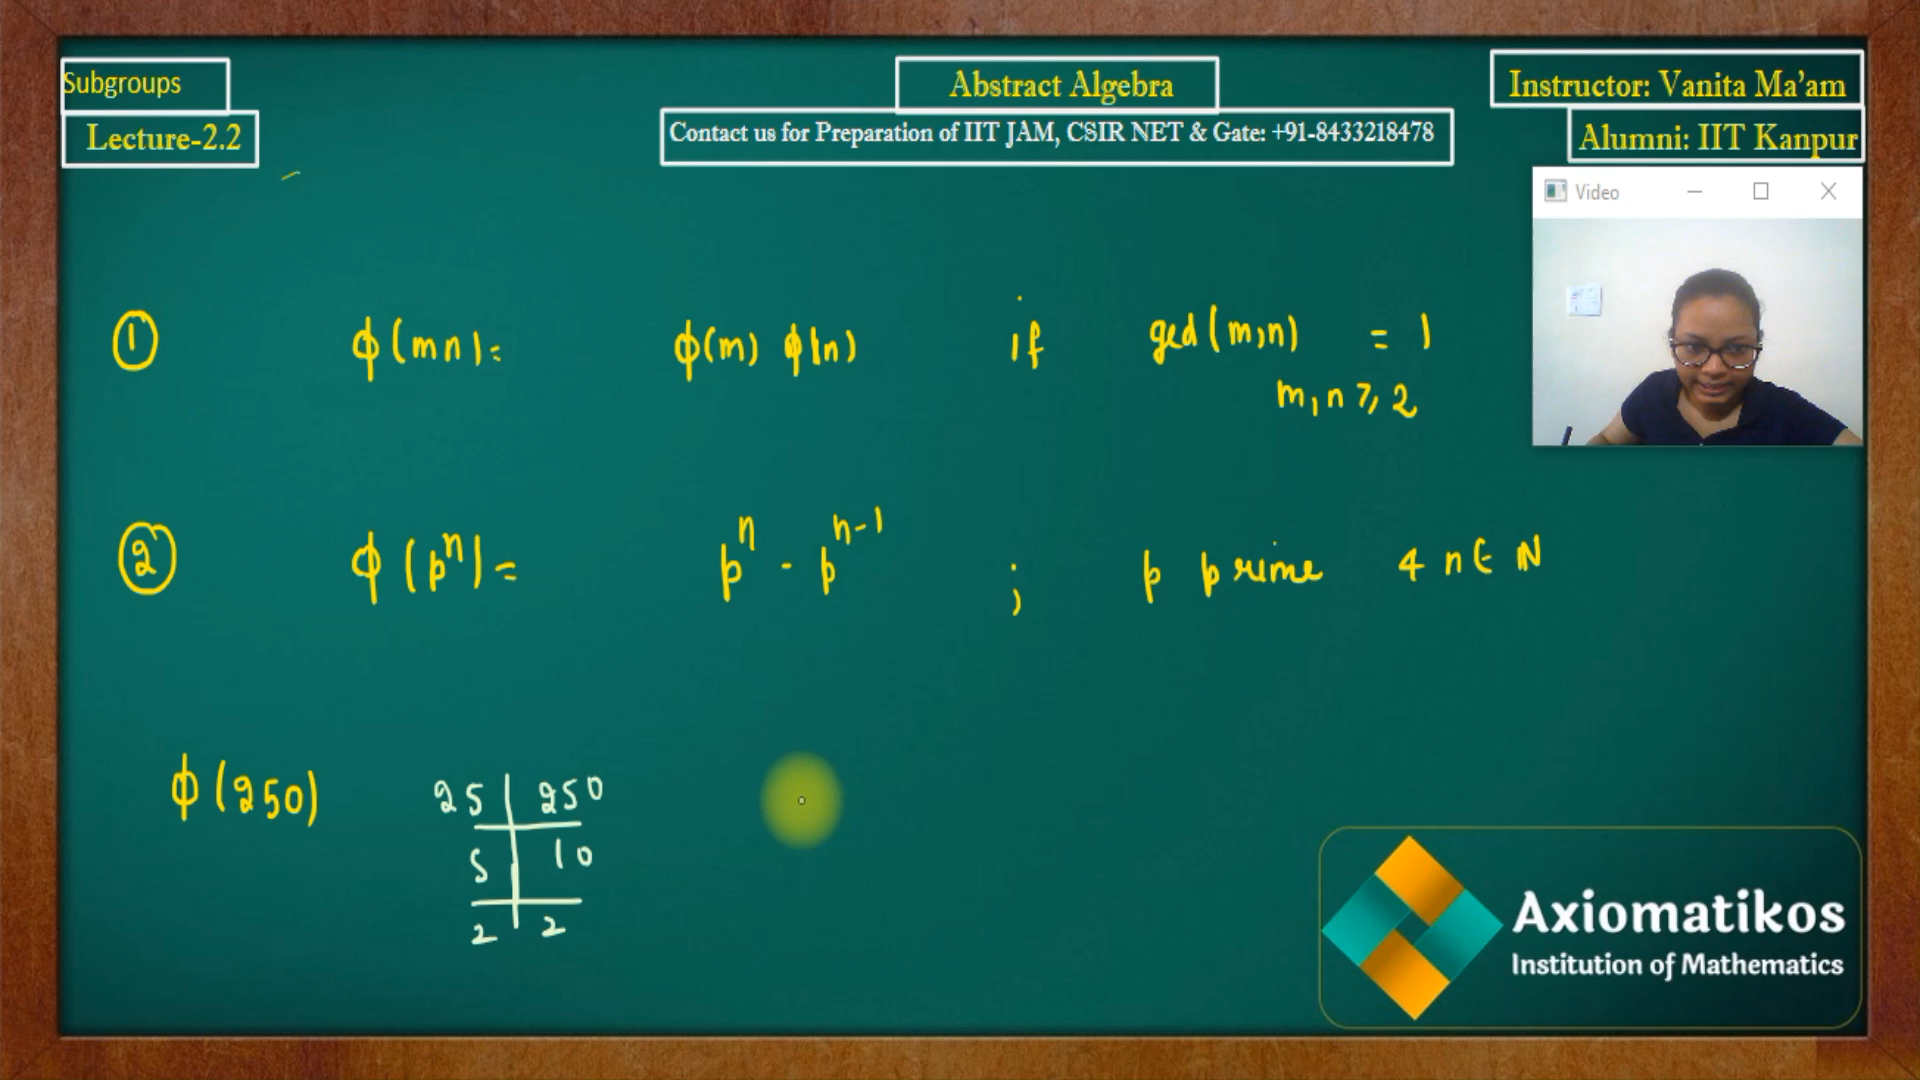 Subgroups
Lecture-2.2
Abstract Algebra
Contact us for Preparation of IIT JAM, CSIR NET & Gate: +91-8433218478
Instructor: Vanita Ma'am
Alumni: IIT Kanpur
Video
① ϕ(mn)= ϕ(m) ϕ(n) if gcd(m,n) = 1
m,n ⩾ 2
② ϕ(pⁿ) = pⁿ - pⁿ⁻¹ ; p prime & n ∈ ℕ
ϕ(250)
25 | 250
5 | 10
2 | 2
Axiomatikos
Institution of Mathematics